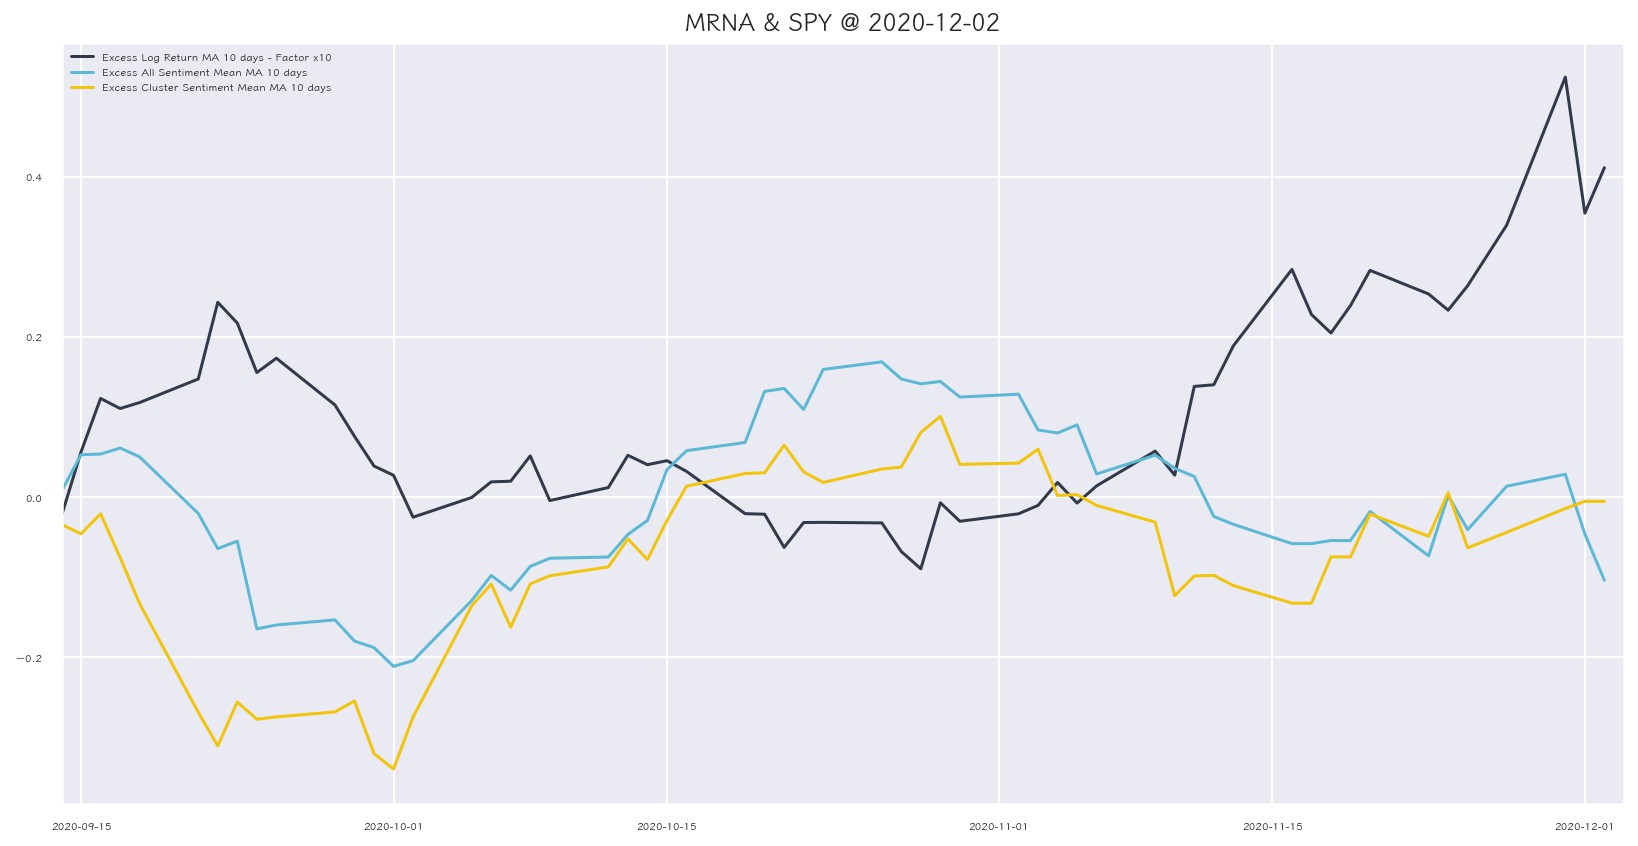 MRNA & SPY @ 2020-12-02
Excess Log Return MA 10 days - Factor x10
Excess All Sentiment Mean MA 10 days
Excess Cluster Sentiment Mean MA 10 days
0.4
0.2
0.0
−0.2
2020-09-15 2020-10-01 2020-10-15 2020-11-01 2020-11-15 2020-12-01